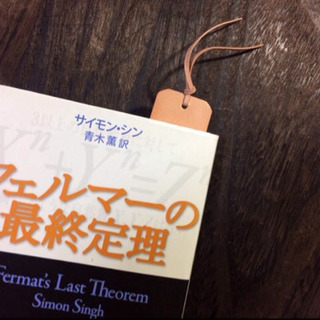 サイモン・シン
青木薫 訳
フェルマーの
最終定理
Fermat's Last Theorem
Simon Singh